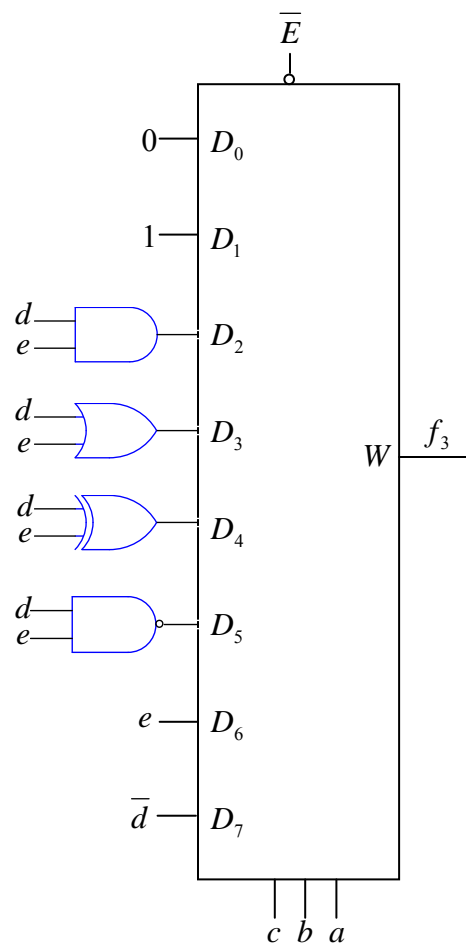 E̅
0 D₀
1 D₁
d
e D₂
d
e D₃
d
e D₄
d
e D₅
e D₆
d̅ D₇
W f₃
c b a